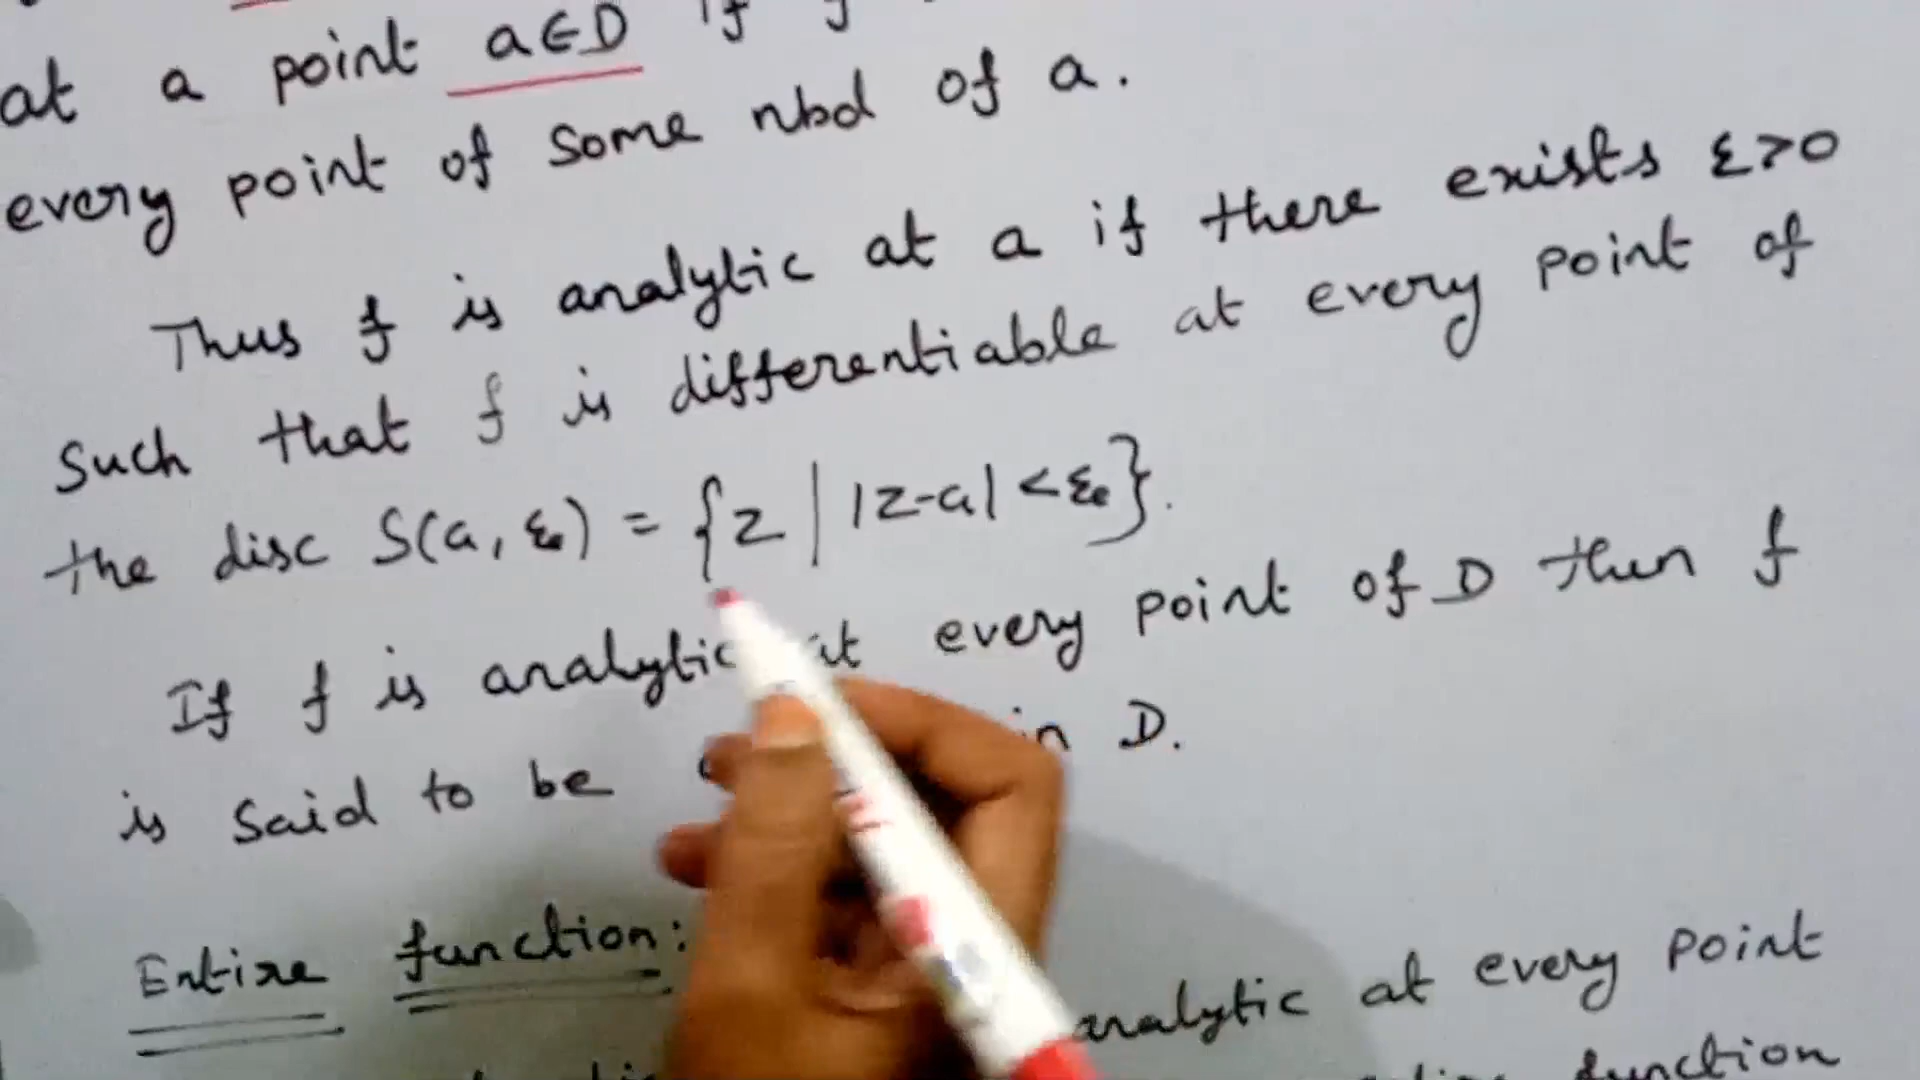 at a point a∈D if f
every point of some nbd of a.
Thus f is analytic at a if there exists ε>0
such that f is differentiable at every point of
the disc S(a, ε) = {z | |z-a| <ε}.
If f is analytic at every point of D then f
is said to be in D.
Entire function:
analytic at every point
function